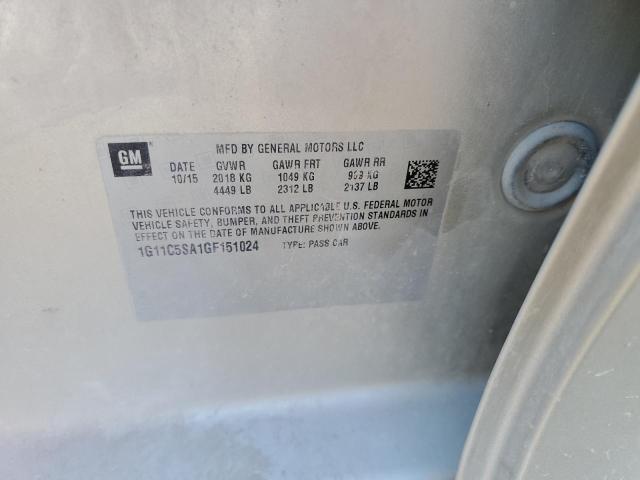 GM
MFD BY GENERAL MOTORS LLC
DATE GVWR GAWR FRT GAWR RR
10/15 2018 KG 1049 KG 969 KG
4449 LB 2312 LB 2137 LB
THIS VEHICLE CONFORMS TO ALL APPLICABLE U.S. FEDERAL MOTOR
VEHICLE SAFETY, BUMPER, AND THEFT PREVENTION STANDARDS IN
EFFECT ON THE DATE OF MANUFACTURE SHOWN ABOVE.
1G11C5SA1GF151024 TYPE: PASS CAR